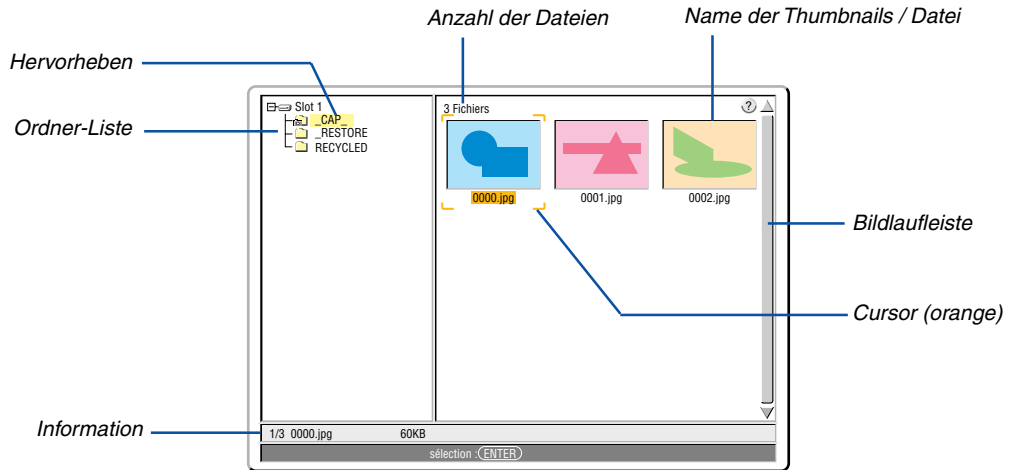 Anzahl der Dateien
Name der Thumbnails / Datei
Hervorheben
Ordner-Liste
Slot 1
_CAP_
_RESTORE
RECYCLED
3 Fichiers
?
0000.jpg
0001.jpg
0002.jpg
Bildlaufleiste
Cursor (orange)
Information
1/3 0000.jpg 60KB
sélection :ENTER